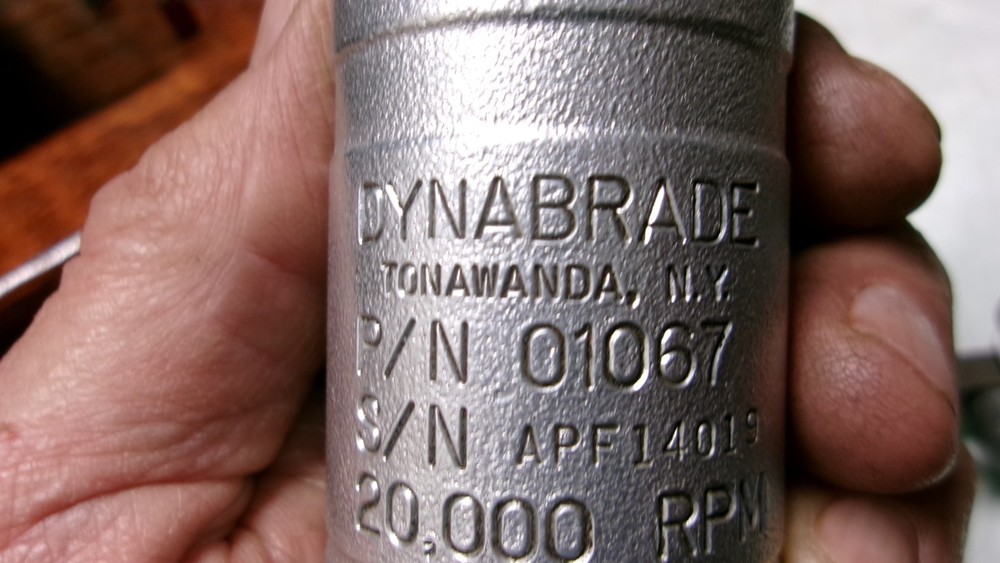 DYNABRADE
TONAWANDA, N.Y.
P/N 01067
S/N APF14019
20,000 RPM